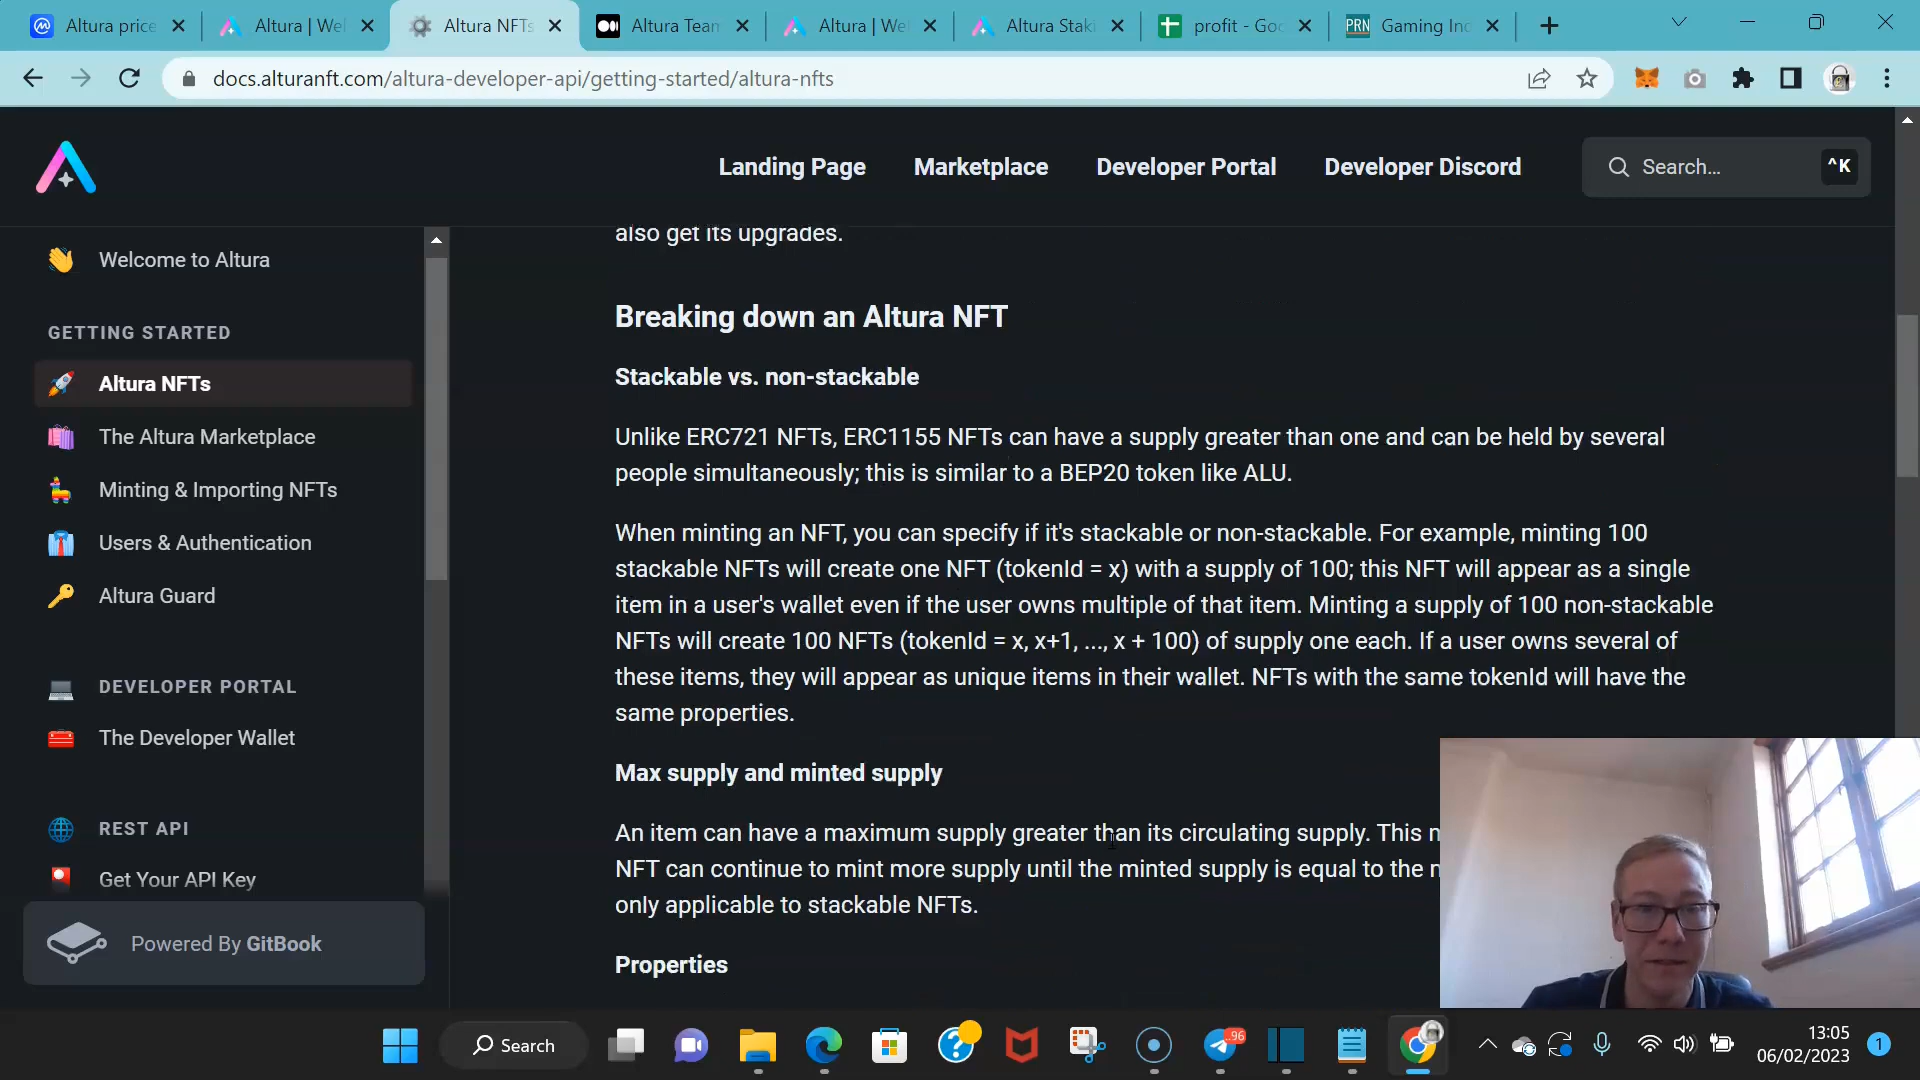 Altura price
Altura | Wel
Altura NFTs
Altura Team
Altura | Wel
Altura Staki
profit - Goo
PRN
Gaming Ind
docs.alturanft.com/altura-developer-api/getting-started/altura-nfts
Landing Page
Marketplace
Developer Portal
Developer Discord
Search...
^K
Welcome to Altura
GETTING STARTED
Altura NFTs
The Altura Marketplace
Minting & Importing NFTs
Users & Authentication
Altura Guard
DEVELOPER PORTAL
The Developer Wallet
REST API
Get Your API Key
Powered By GitBook
also get its upgrades.
Breaking down an Altura NFT
Stackable vs. non-stackable
Unlike ERC721 NFTs, ERC1155 NFTs can have a supply greater than one and can be held by several
people simultaneously; this is similar to a BEP20 token like ALU.
When minting an NFT, you can specify if it's stackable or non-stackable. For example, minting 100
stackable NFTs will create one NFT (tokenId = x) with a supply of 100; this NFT will appear as a single
item in a user's wallet even if the user owns multiple of that item. Minting a supply of 100 non-stackable
NFTs will create 100 NFTs (tokenId = x, x+1, ..., x + 100) of supply one each. If a user owns several of
these items, they will appear as unique items in their wallet. NFTs with the same tokenId will have the
same properties.
Max supply and minted supply
An item can have a maximum supply greater than its circulating supply. This
NFT can continue to mint more supply until the minted supply is equal to the
only applicable to stackable NFTs.
Properties
Search
96
13:05
06/02/2023
1